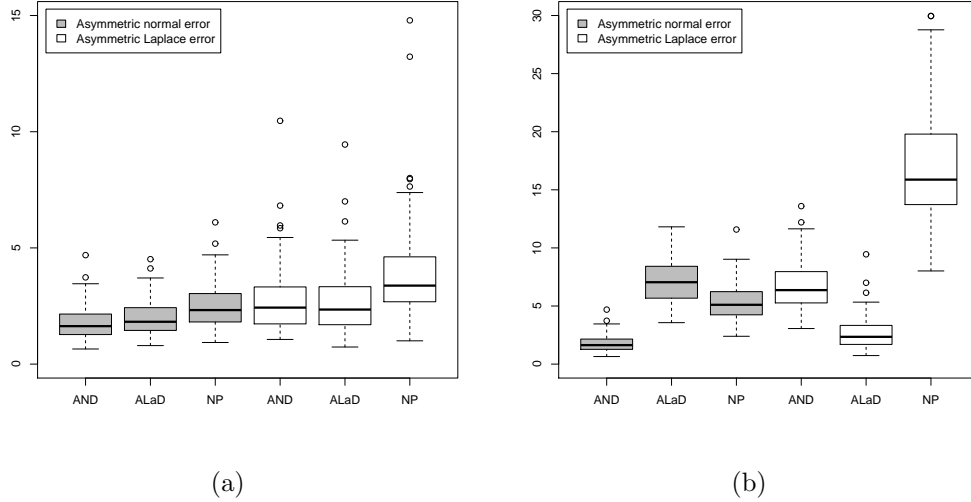 15
10
5
0
Asymmetric normal error
Asymmetric Laplace error
AND ALaD NP AND ALaD NP
(a)
30
25
20
15
10
5
0
Asymmetric normal error
Asymmetric Laplace error
AND ALaD NP AND ALaD NP
(b)